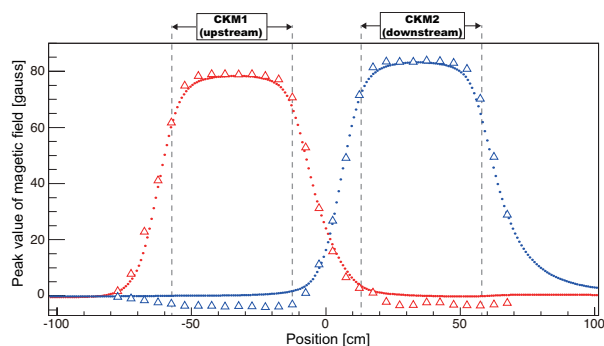 CKM1
(upstream)
CKM2
(downstream)
Peak value of magetic field [gauss]
80
60
40
20
0
-100
-50
0
50
100
Position [cm]